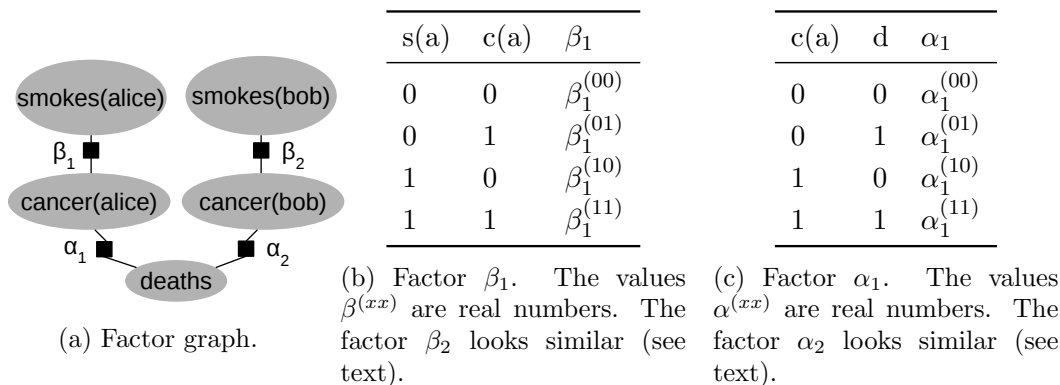 smokes(alice) smokes(bob)
β1 β2
cancer(alice) cancer(bob)
α1 α2
deaths
(a) Factor graph.
s(a) c(a) β1
0 0 β1^(00)
0 1 β1^(01)
1 0 β1^(10)
1 1 β1^(11)
(b) Factor β1. The values
β^(xx) are real numbers. The
factor β2 looks similar (see
text).
c(a) d α1
0 0 α1^(00)
0 1 α1^(01)
1 0 α1^(10)
1 1 α1^(11)
(c) Factor α1. The values
α^(xx) are real numbers. The
factor α2 looks similar (see
text).